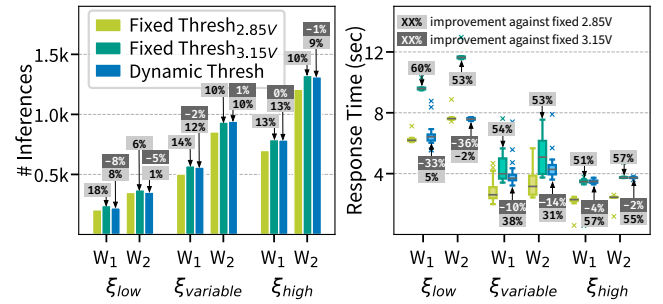 # Inferences
1.5k
1.0k
0.5k
Fixed Thresh2.85V
Fixed Thresh3.15V
Dynamic Thresh
18%
−8%
8%
6%
−5%
1%
14%
−2%
12%
10%
1%
10%
13%
0%
13%
10%
−1%
9%
W1 W2 W1 W2 W1 W2
ξlow ξvariable ξhigh
Response Time (sec)
12
8
4
XX% improvement against fixed 2.85V
XX% improvement against fixed 3.15V
60%
−33%
5%
53%
−36%
−2%
54%
−10%
38%
53%
−14%
31%
51%
−4%
57%
57%
−2%
55%
W1 W2 W1 W2 W1 W2
ξlow ξvariable ξhigh